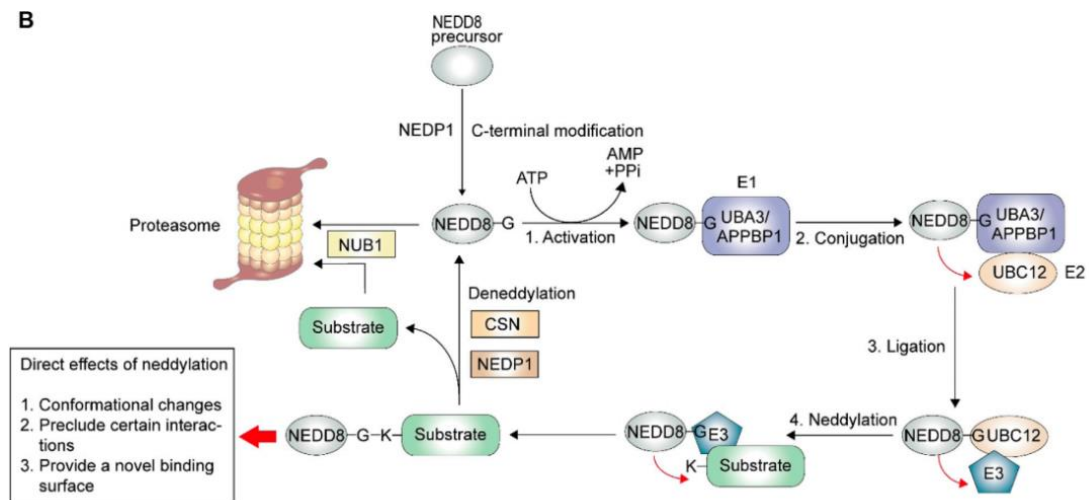 B
NEDD8
precursor
NEDP1
C-terminal modification
ATP
AMP
+PPi
E1
Proteasome
NEDD8
G
1. Activation
NEDD8
G
UBA3/
APPBP1
2. Conjugation
NEDD8
G
UBA3/
APPBP1
NUB1
UBC12
E2
Deneddylation
Substrate
CSN
NEDP1
3. Ligation
Direct effects of neddylation
1. Conformational changes
2. Preclude certain interac-
tions
3. Provide a novel binding
surface
NEDD8
G
K
Substrate
NEDD8
G
E3
K
Substrate
4. Neddylation
NEDD8
G
UBC12
E3